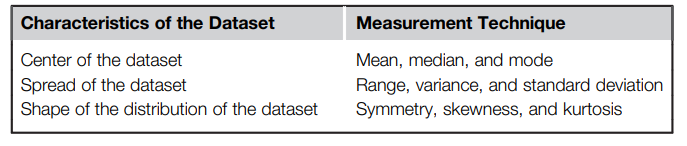 Characteristics of the Dataset Measurement Technique
Center of the dataset Mean, median, and mode
Spread of the dataset Range, variance, and standard deviation
Shape of the distribution of the dataset Symmetry, skewness, and kurtosis